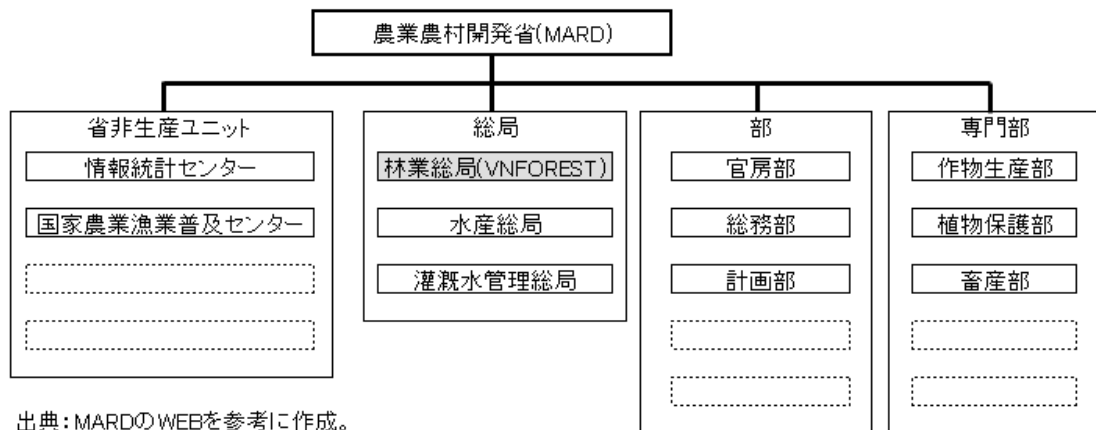 農業農村開発省(MARD)
省非生産ユニット
情報統計センター
国家農業漁業普及センター
総局
林業総局(VNFOREST)
水産総局
灌漑水管理総局
部
官房部
総務部
計画部
専門部
作物生産部
植物保護部
畜産部
出典：MARDのWEBを参考に作成。